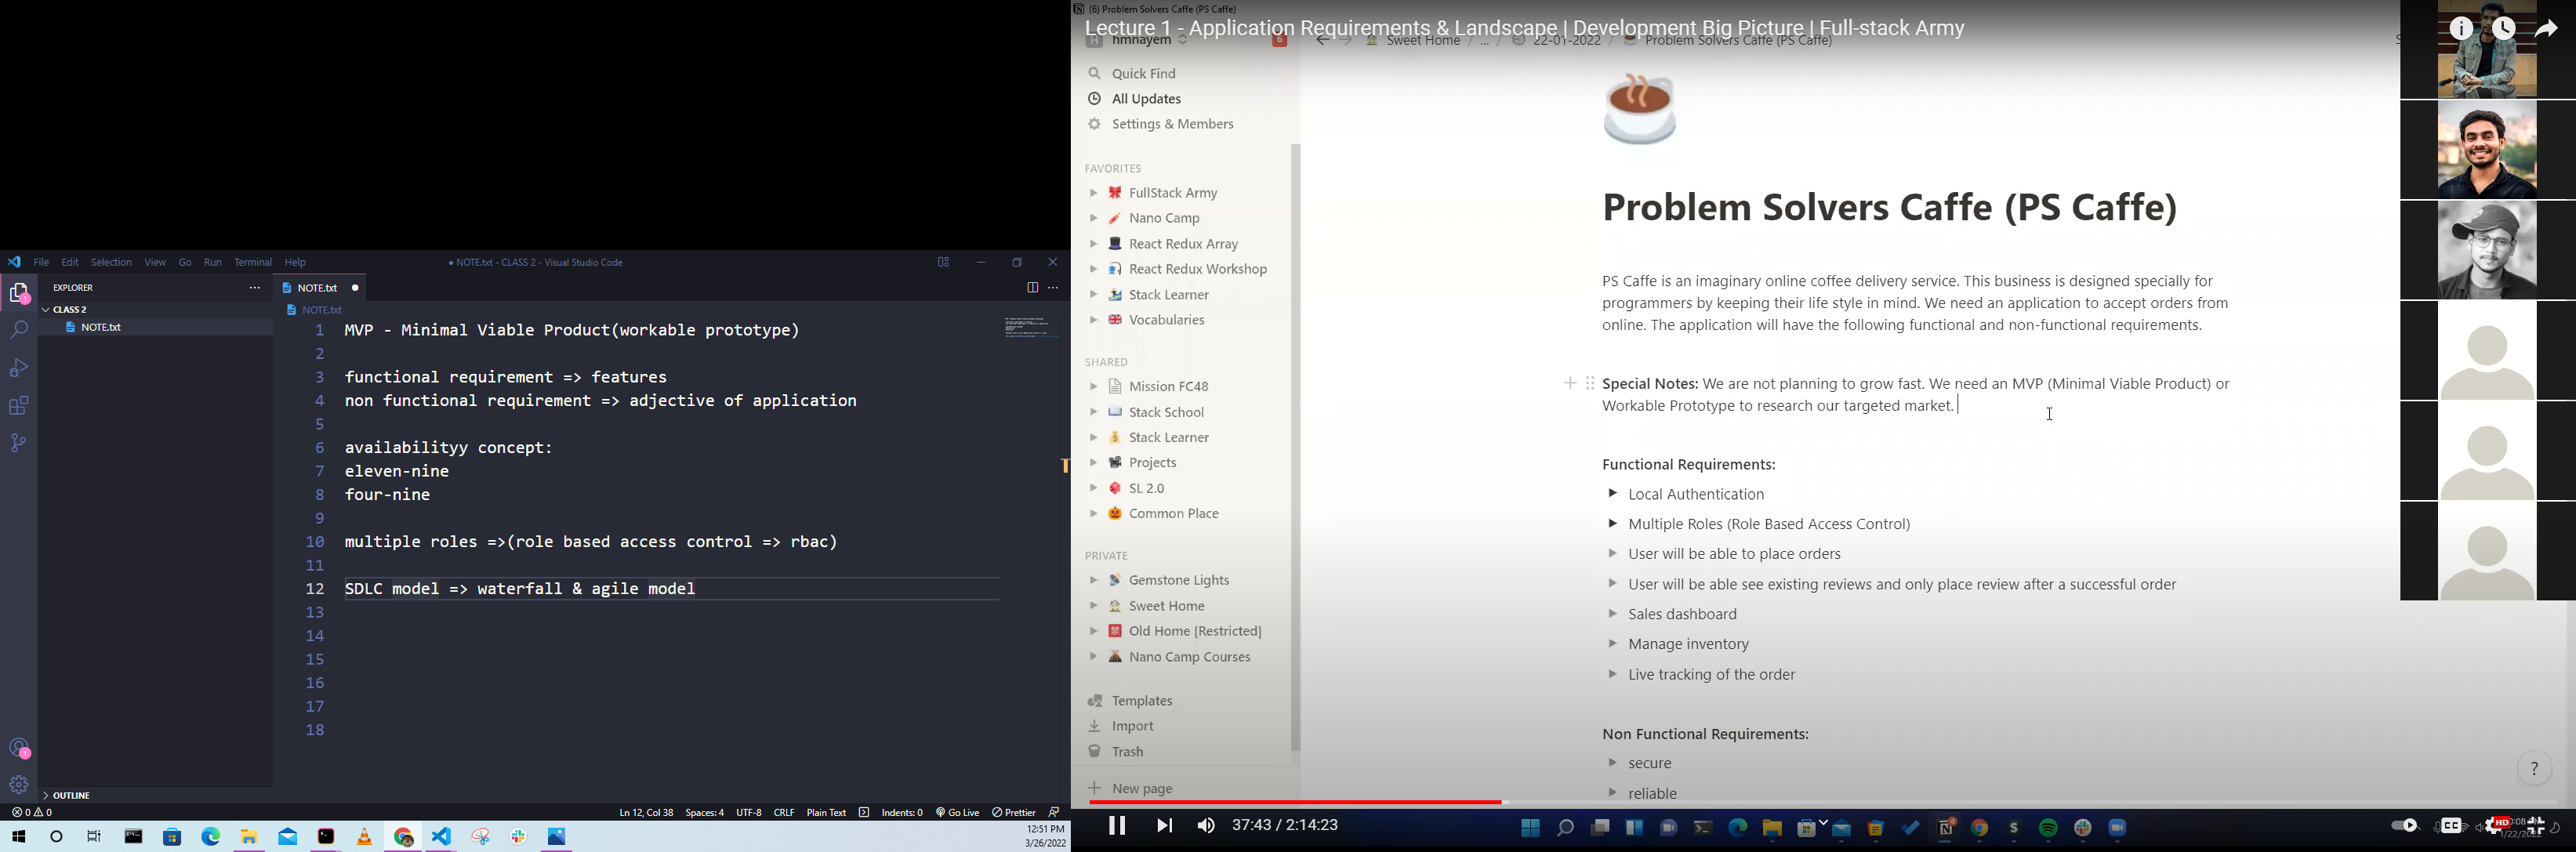 File Edit Selection View Go Run Terminal Help
● NOTE.txt - CLASS 2 - Visual Studio Code
EXPLORER
CLASS 2
NOTE.txt
OUTLINE
NOTE.txt
NOTE.txt
1 MVP - Minimal Viable Product(workable prototype)
2
3 functional requirement => features
4 non functional requirement => adjective of application
5
6 availabilityy concept:
7 eleven-nine
8 four-nine
9
10 multiple roles =>(role based access control => rbac)
11
12 SDLC model => waterfall & agile model
13
14
15
16
17
18
0 0 Ln 12, Col 38 Spaces: 4 UTF-8 CRLF Plain Text Indents: 0 Go Live Prettier
12:51 PM
3/26/2022
(6) Problem Solvers Caffe (PS Caffe)
Lecture 1 - Application Requirements & Landscape | Development Big Picture | Full-stack Army
hmnayem
Sweet Home / ... / 22-01-2022 / Problem Solvers Caffe (PS Caffe)
Quick Find
All Updates
Settings & Members
FAVORITES
FullStack Army
Nano Camp
React Redux Array
React Redux Workshop
Stack Learner
Vocabularies
SHARED
Mission FC48
Stack School
Stack Learner
Projects
SL 2.0
Common Place
PRIVATE
Gemstone Lights
Sweet Home
Old Home [Restricted]
Nano Camp Courses
Templates
Import
Trash
New page
Problem Solvers Caffe (PS Caffe)
PS Caffe is an imaginary online coffee delivery service. This business is designed specially for
programmers by keeping their life style in mind. We need an application to accept orders from
online. The application will have the following functional and non-functional requirements.
Special Notes: We are not planning to grow fast. We need an MVP (Minimal Viable Product) or
Workable Prototype to research our targeted market.
Functional Requirements:
Local Authentication
Multiple Roles (Role Based Access Control)
User will be able to place orders
User will be able see existing reviews and only place review after a successful order
Sales dashboard
Manage inventory
Live tracking of the order
Non Functional Requirements:
secure
reliable
?
37:43 / 2:14:23
CC HD